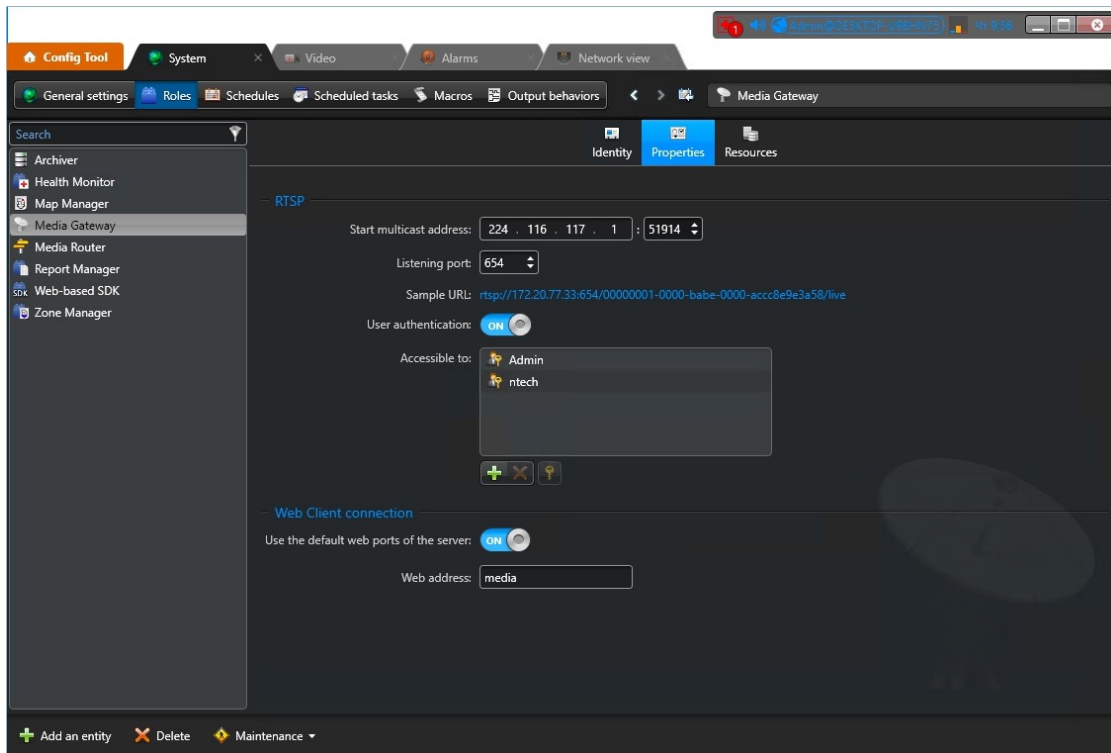 1
Config Tool
System
Video
Alarms
Network view
General settings
Roles
Schedules
Scheduled tasks
Macros
Output behaviors
Media Gateway
Search
Archiver
Health Monitor
Map Manager
Media Gateway
Media Router
Report Manager
SDK Web-based SDK
Zone Manager
Identity
Properties
Resources
RTSP
Start multicast address: 224 . 116 . 117 . 1 : 51914
Listening port: 654
Sample URL: rtsp://172.20.77.33:654/00000001-0000-babe-0000-accc8e9e3a58/live
User authentication: ON
Accessible to: Admin
ntech
Web Client connection
Use the default web ports of the server: ON
Web address: media
Add an entity
Delete
Maintenance